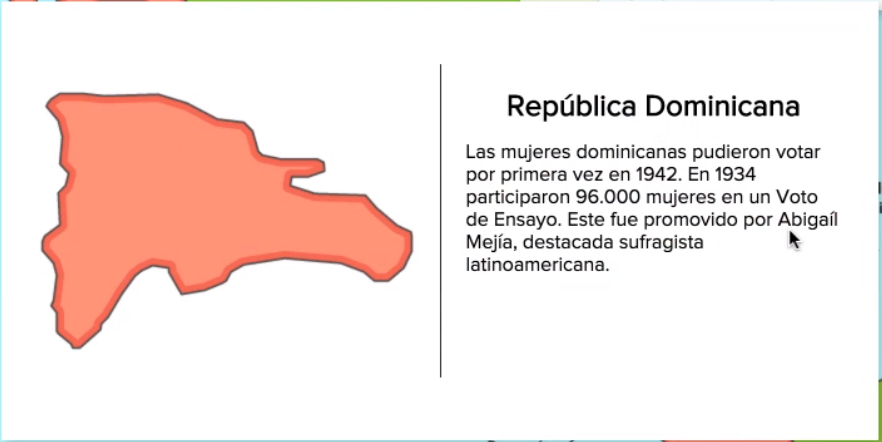 República Dominicana
Las mujeres dominicanas pudieron votar
por primera vez en 1942. En 1934
participaron 96.000 mujeres en un Voto
de Ensayo. Este fue promovido por Abigaíl
Mejía, destacada sufragista
latinoamericana.